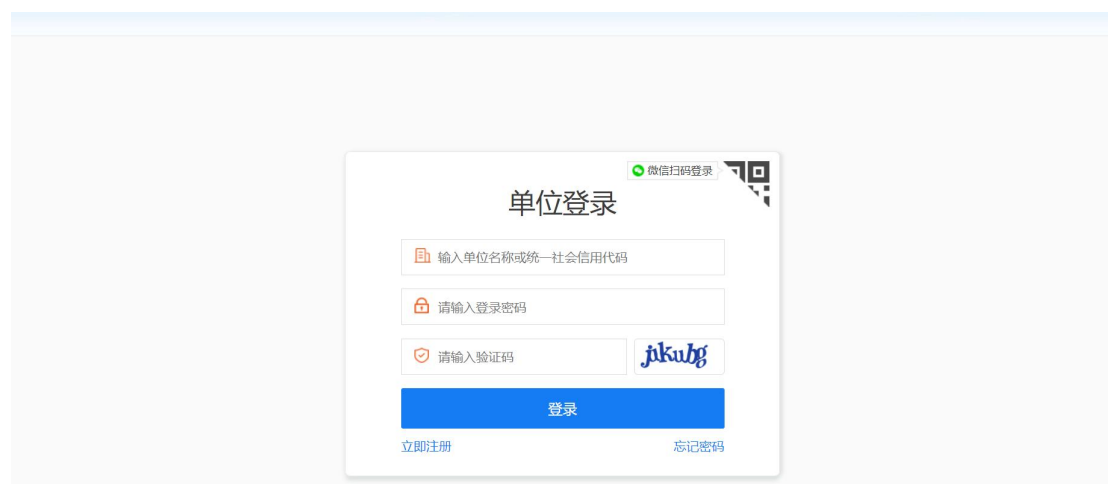 微信扫码登录
单位登录
输入单位名称或统一社会信用代码
请输入登录密码
请输入验证码
登录
立即注册 忘记密码